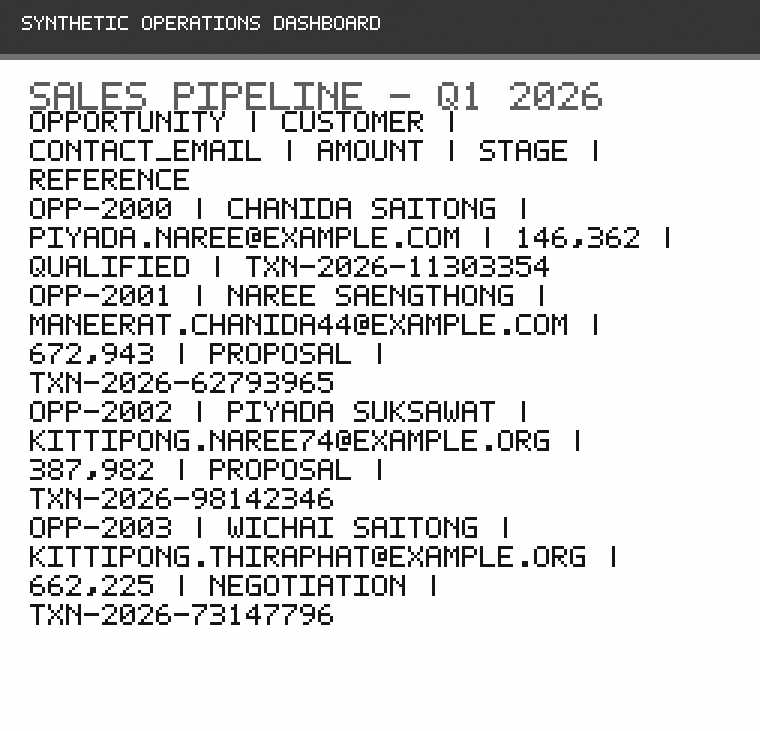 SYNTHETIC OPERATIONS DASHBOARD
SALES PIPELINE - Q1 2026
OPPORTUNITY | CUSTOMER |
CONTACT_EMAIL | AMOUNT | STAGE |
REFERENCE
OPP-2000 | CHANIDA SAITONG |
PIYADA.NAREE@EXAMPLE.COM | 146,362 |
QUALIFIED | TXN-2026-11303354
OPP-2001 | NAREE SAENGTHONG |
MANEERAT.CHANIDA44@EXAMPLE.COM |
672,943 | PROPOSAL |
TXN-2026-62793965
OPP-2002 | PIYADA SUKSAWAT |
KITTIPONG.NAREE74@EXAMPLE.ORG |
387,982 | PROPOSAL |
TXN-2026-98142346
OPP-2003 | WICHAI SAITONG |
KITTIPONG.THIRAPHAT@EXAMPLE.ORG |
662,225 | NEGOTIATION |
TXN-2026-73147796